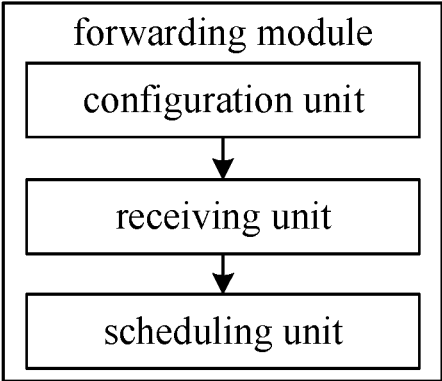 forwarding module
configuration unit
receiving unit
scheduling unit